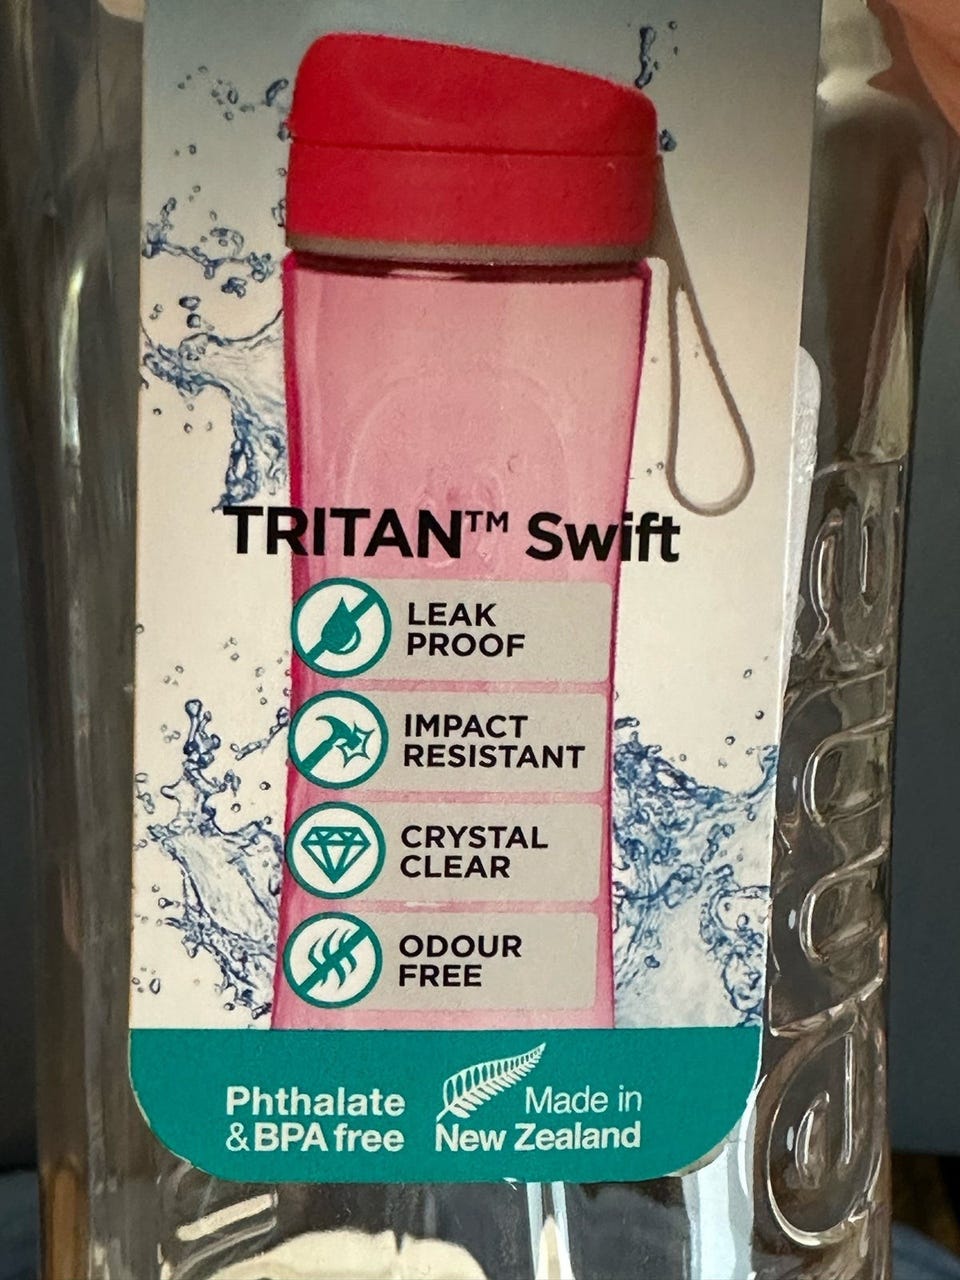 TRITAN™ Swift
LEAK
PROOF
IMPACT
RESISTANT
CRYSTAL
CLEAR
ODOUR
FREE
Phthalate
& BPA free
Made in
New Zealand